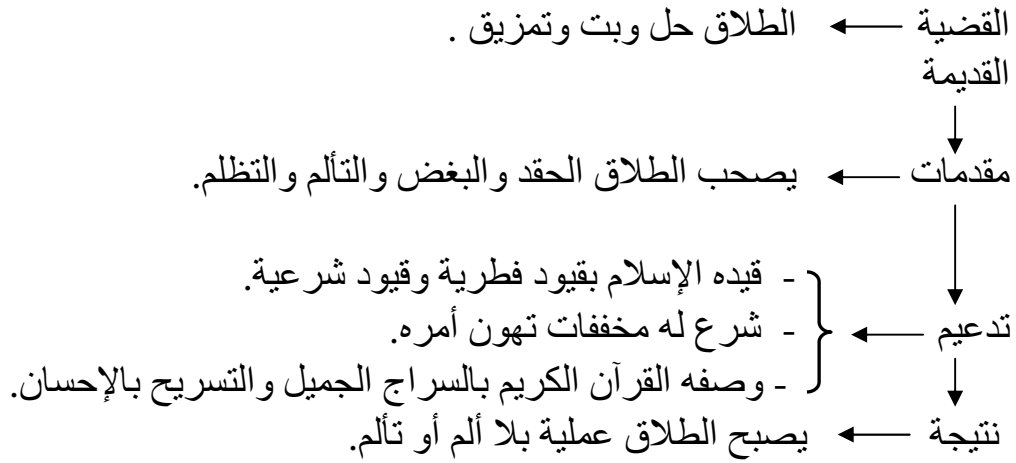 القضية ← الطلاق حل وبت وتمزيق .
القديمة
مقدمات ← يصحب الطلاق الحقد والبغض والتألم والتظلم.
- قيده الإسلام بقيود فطرية وقيود شرعية.
تدعيم ← - شرع له مخففات تهون أمره.
- وصفه القرآن الكريم بالسراج الجميل والتسريح بالإحسان.
نتيجة ← يصبح الطلاق عملية بلا ألم أو تألم.